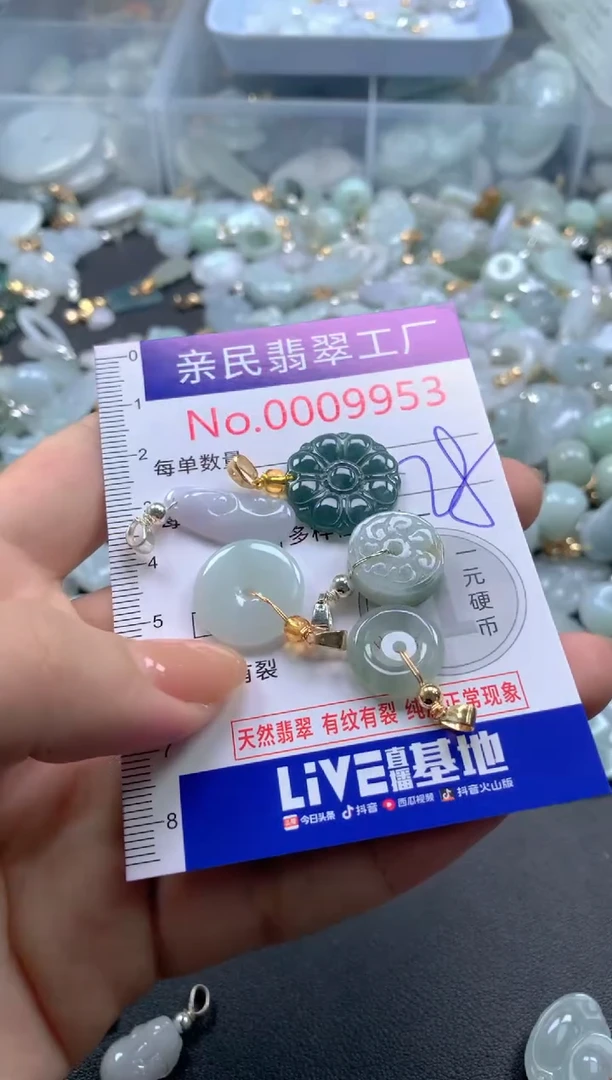 0
亲民翡翠工厂
1
No.0009953
2
每单数量
28
3
每
多样
4
一元硬币
5
有裂
天然翡翠 有纹有裂 纯 正常现象
7
LiVE直播基地
8
今日头条 抖音 西瓜视频 抖音火山版